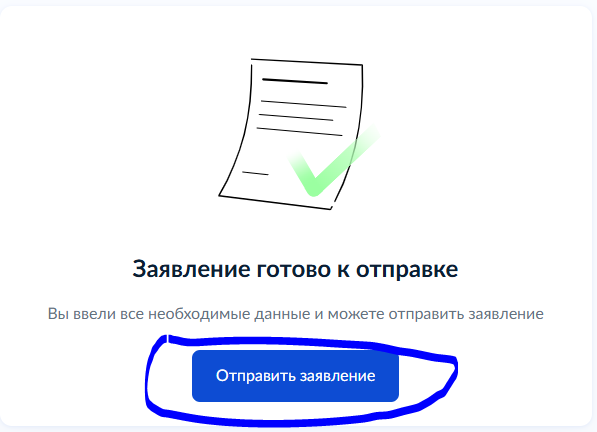 Заявление готово к отправке
Вы ввели все необходимые данные и можете отправить заявление
Отправить заявление